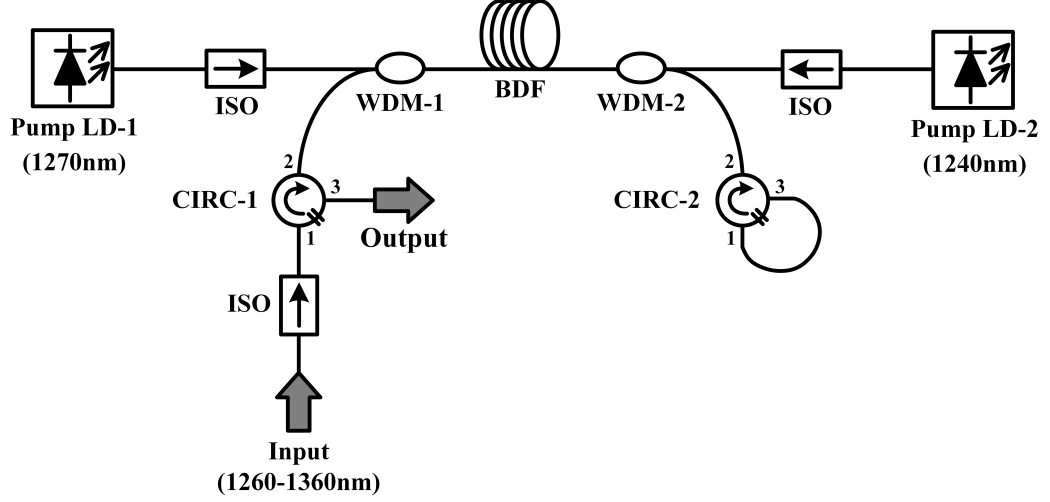 Pump LD-1
(1270nm)
ISO
WDM-1
BDF
WDM-2
ISO
Pump LD-2
(1240nm)
CIRC-1
2
3
1
Output
CIRC-2
2
3
1
ISO
Input
(1260-1360nm)